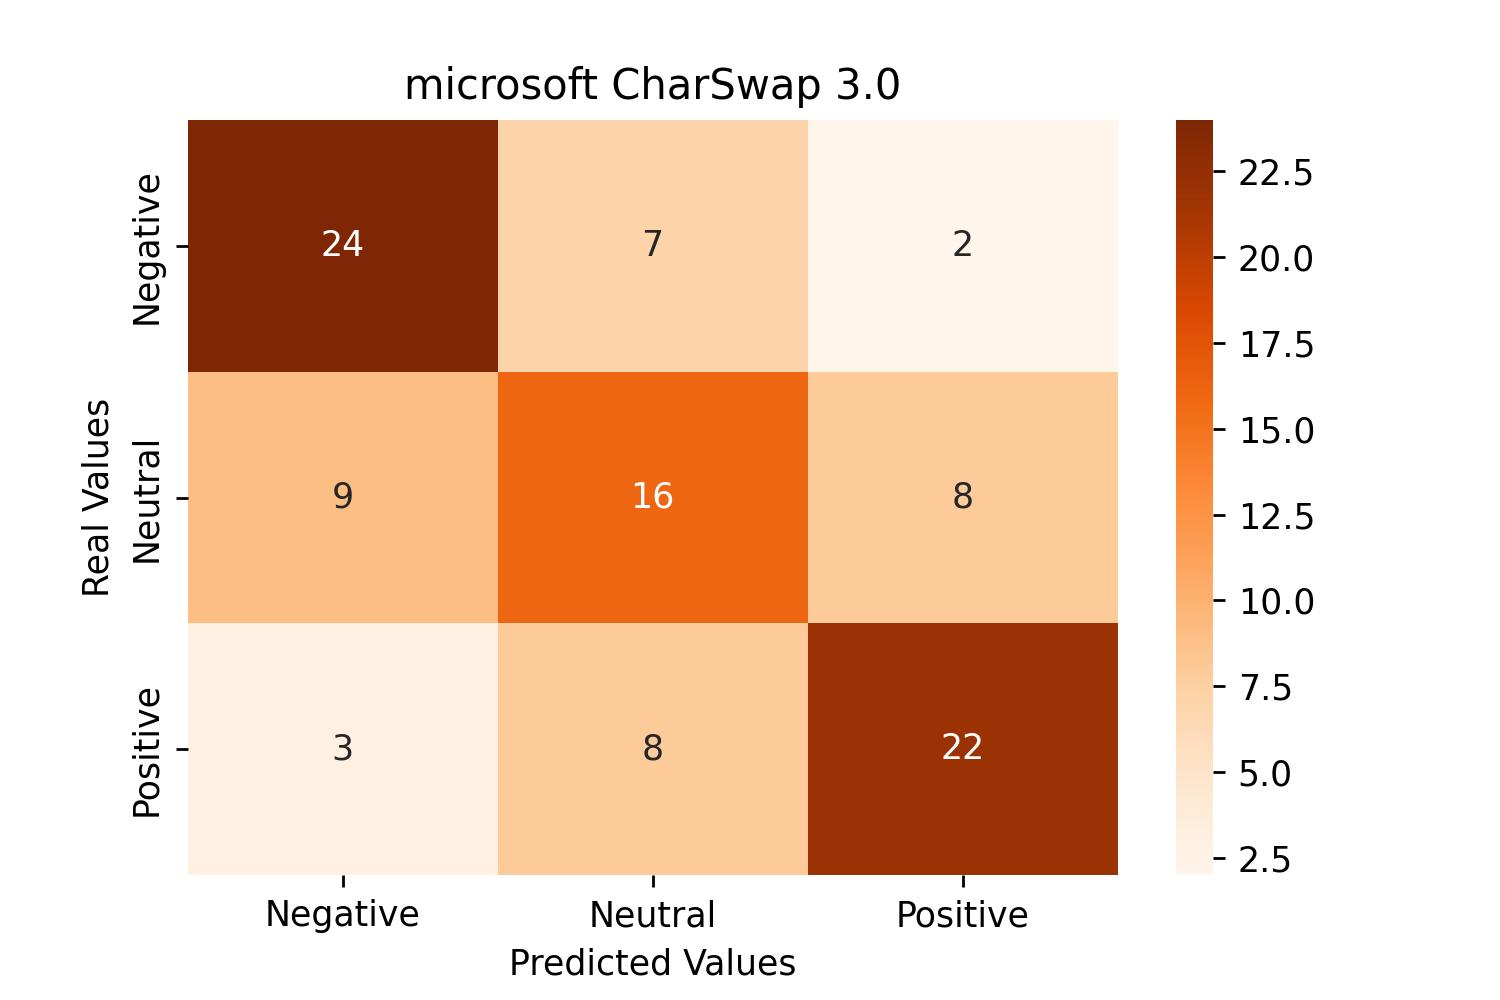 microsoft CharSwap 3.0
Real Values
Negative
24 7 2
Neutral
9 16 8
Positive
3 8 22
Negative Neutral Positive
Predicted Values
22.5
20.0
17.5
15.0
12.5
10.0
7.5
5.0
2.5